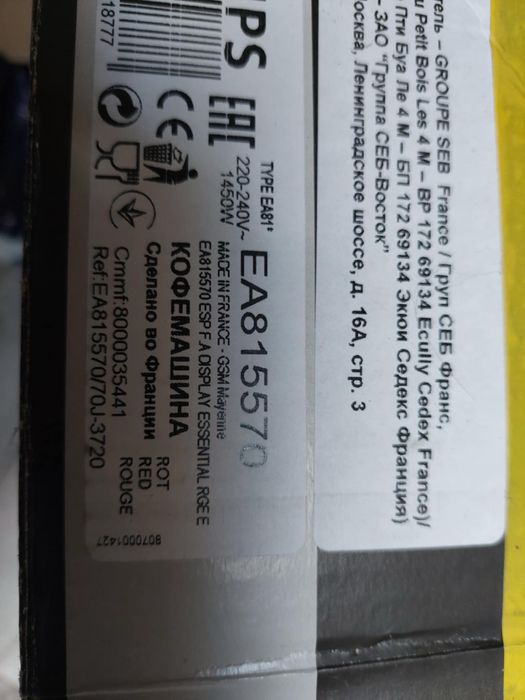 тель – GROUPE SEB France / Груп СЕБ Франс,
Petit Bois Les 4 M – BP 172 69134 Ecully Cedex France)/
Пти Буа Ле 4 М – БП 172 69134 Экюи Седекс Франция)
– ЗАО "Группа СЕБ-Восток"
осква, Ленинградское шоссе, д. 16А, стр. 3
PS
18777
EAC
CE
TYPE EA81*
220-240V~
1450W
EA815570
MADE IN FRANCE - GSM Mayenne
EA815570 ESP F A DISPLAY ESSENTIAL RGE E
КОФЕМАШИНА
Сделано во Франции
Cmmf:8000035441
Ref:EA815570/70J-3720
ROT
RED
ROUGE
8070001427